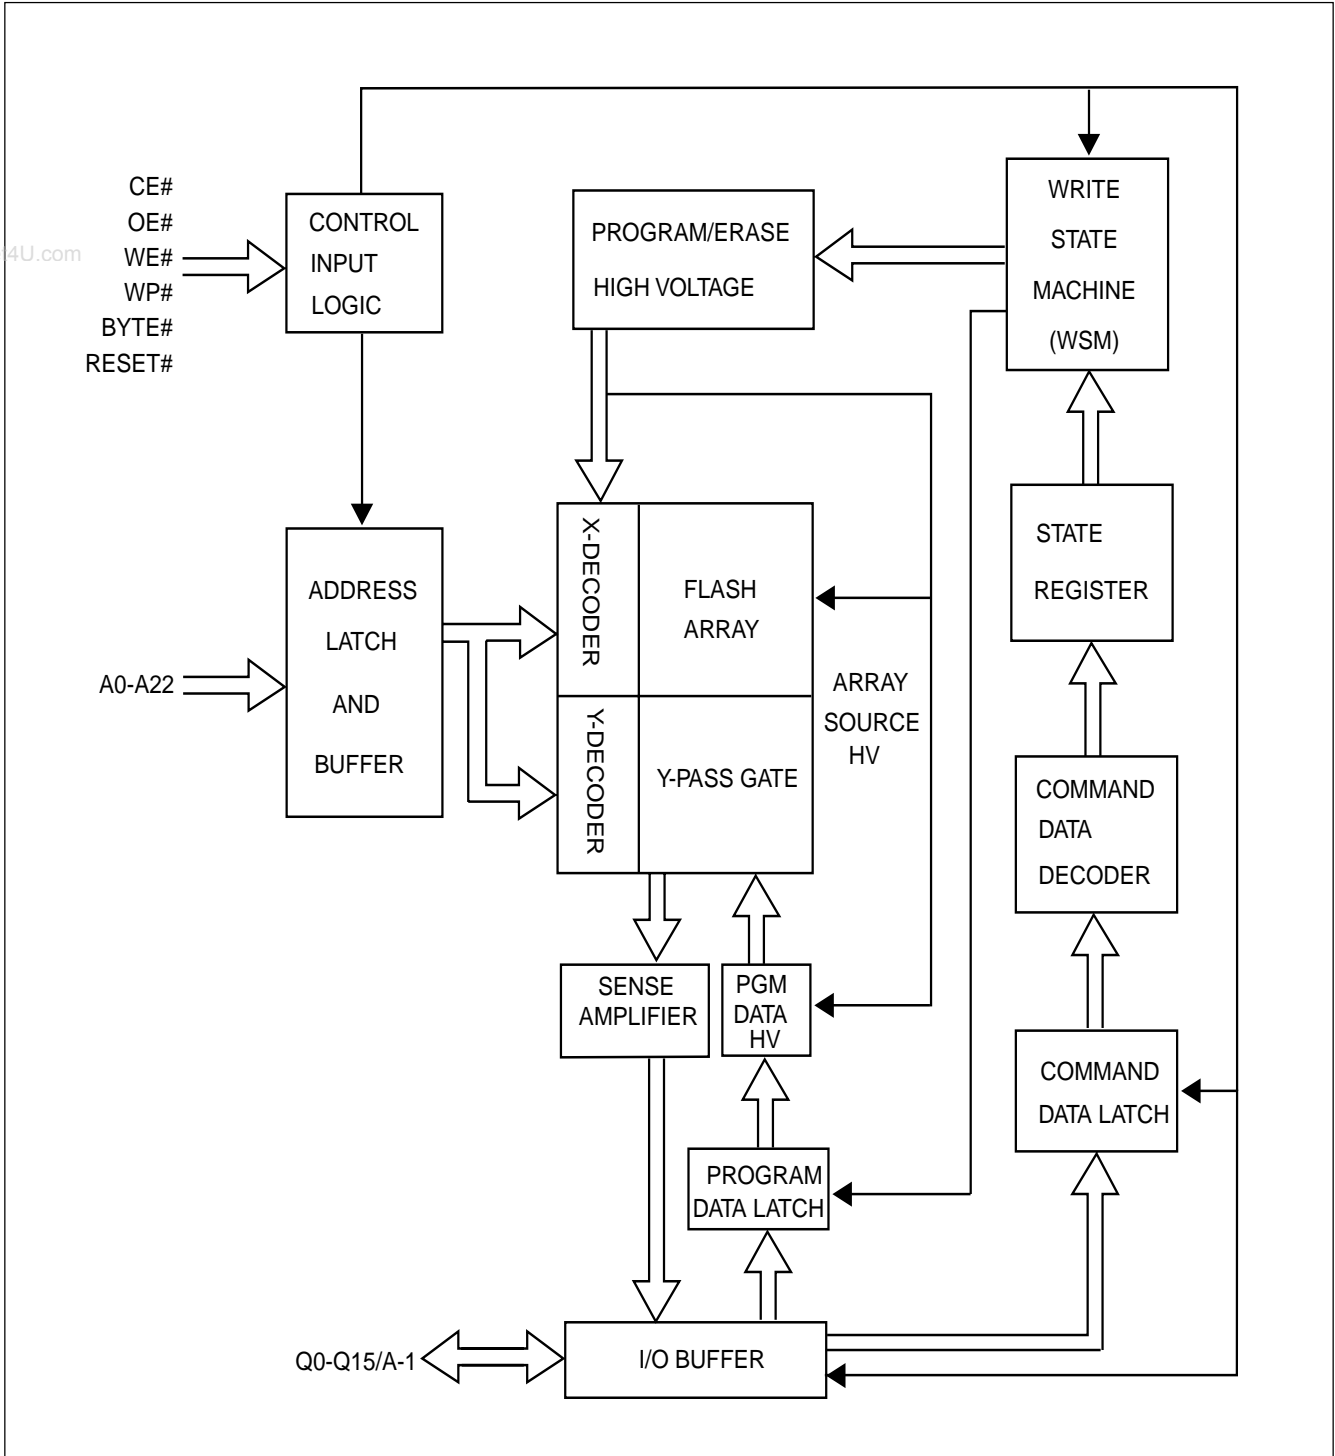 CE#
OE#
WE#
WP#
BYTE#
RESET#
t4U.com
CONTROL
INPUT
LOGIC
PROGRAM/ERASE
HIGH VOLTAGE
WRITE
STATE
MACHINE
(WSM)
STATE
REGISTER
A0-A22
ADDRESS
LATCH
AND
BUFFER
X-DECODER
FLASH
ARRAY
Y-DECODER
Y-PASS GATE
ARRAY
SOURCE
HV
COMMAND
DATA
DECODER
SENSE
AMPLIFIER
PGM
DATA
HV
COMMAND
DATA LATCH
PROGRAM
DATA LATCH
Q0-Q15/A-1
I/O BUFFER